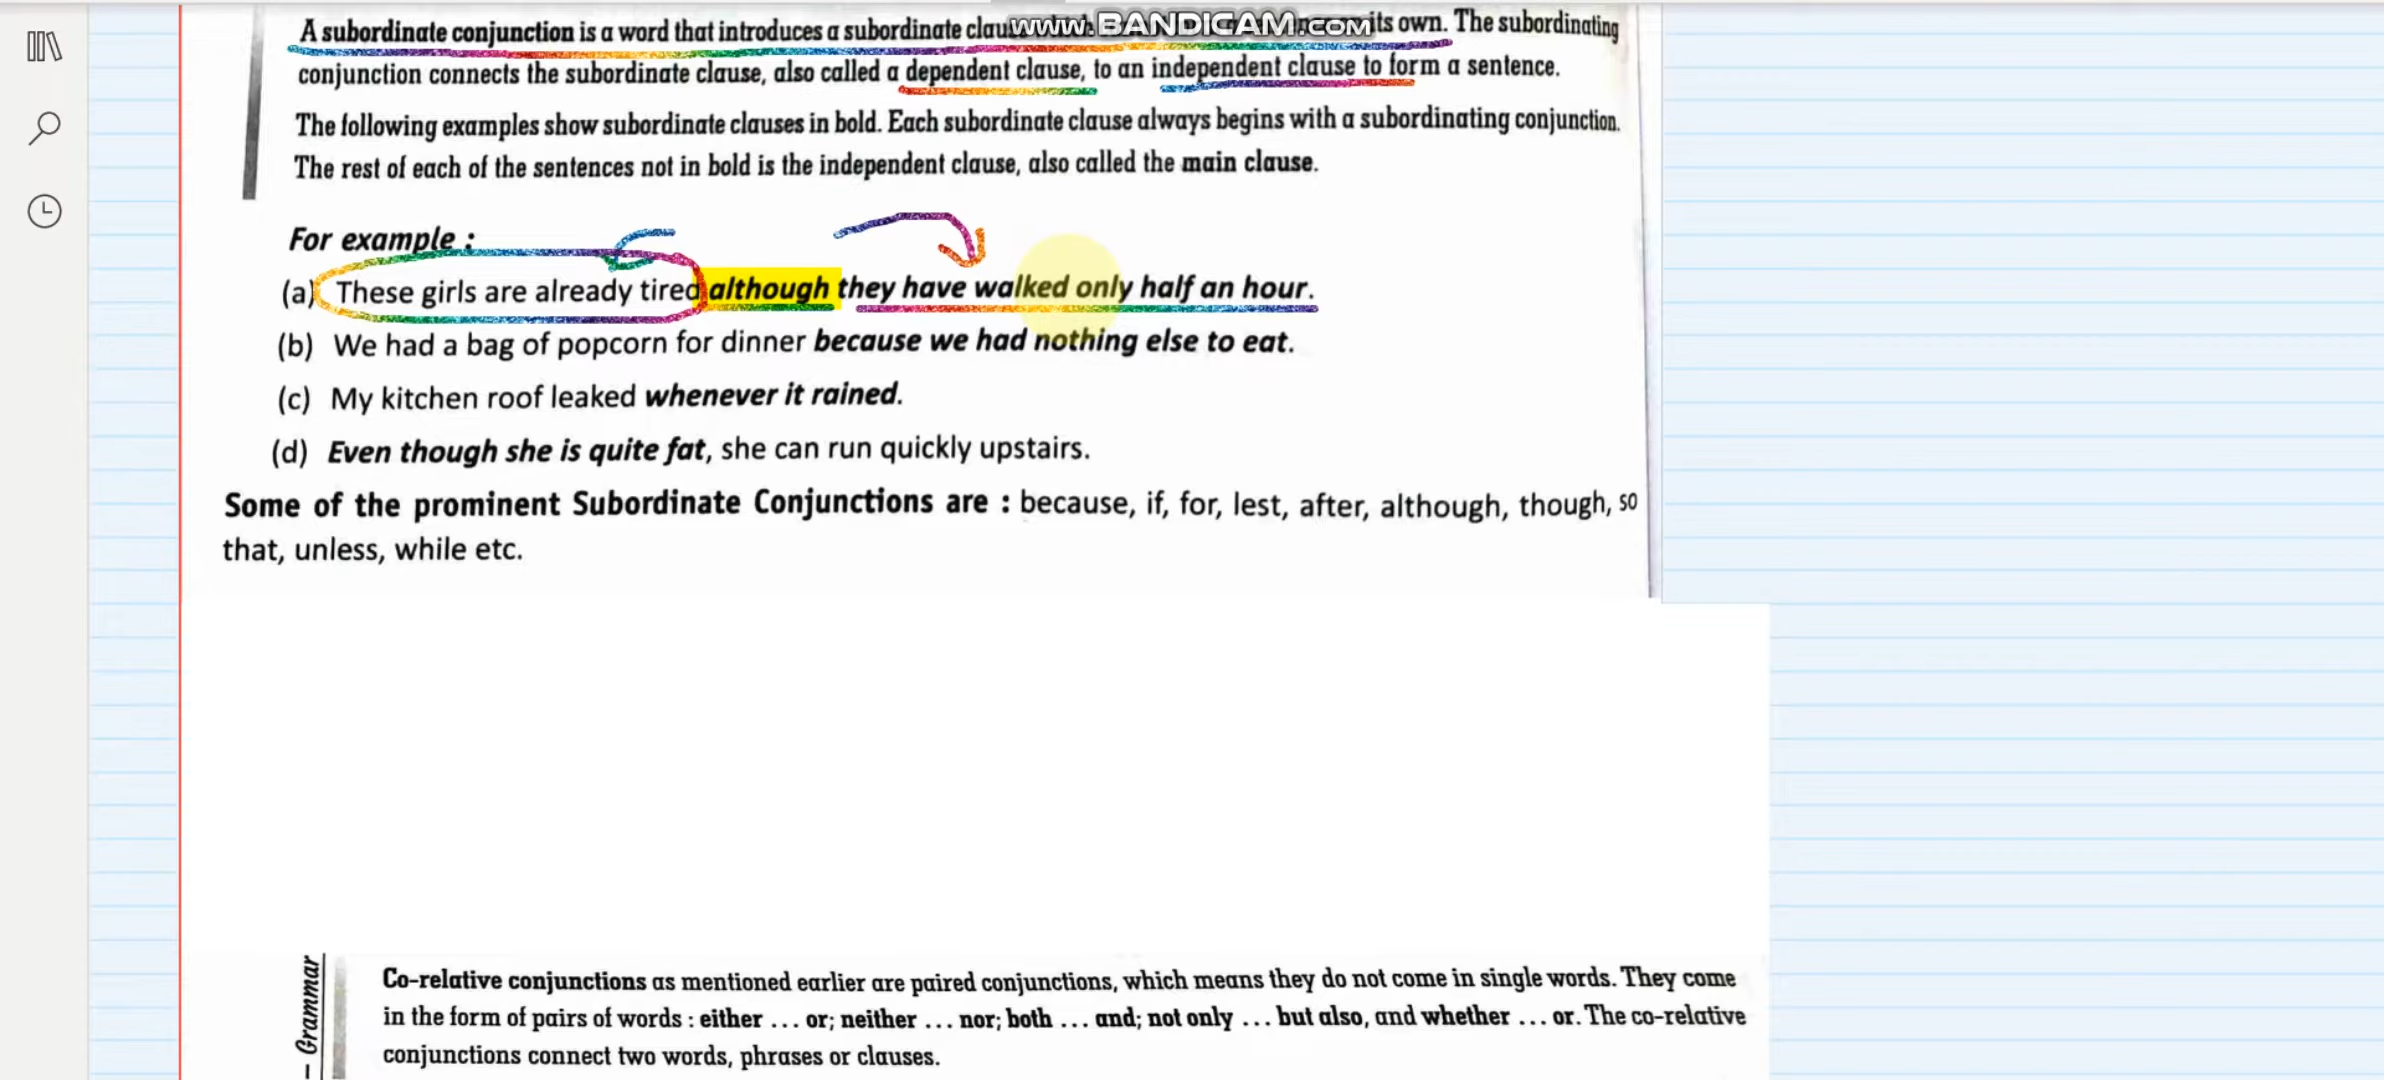 A subordinate conjunction is a word that introduces a subordinate its own. The subordinating
www.BANDICAM.COM
conjunction connects the subordinate clause, also called a dependent clause, to an independent clause to form a sentence.
The following examples show subordinate clauses in bold. Each subordinate clause always begins with a subordinating conjunction.
The rest of each of the sentences not in bold is the independent clause, also called the main clause.
For example :
(a) These girls are already tired although they have walked only half an hour.
(b) We had a bag of popcorn for dinner because we had nothing else to eat.
(c) My kitchen roof leaked whenever it rained.
(d) Even though she is quite fat, she can run quickly upstairs.
Some of the prominent Subordinate Conjunctions are : because, if, for, lest, after, although, though, so
that, unless, while etc.
– Grammar
Co-relative conjunctions as mentioned earlier are paired conjunctions, which means they do not come in single words. They come
in the form of pairs of words : either ... or; neither ... nor; both ... and; not only ... but also, and whether ... or. The co-relative
conjunctions connect two words, phrases or clauses.